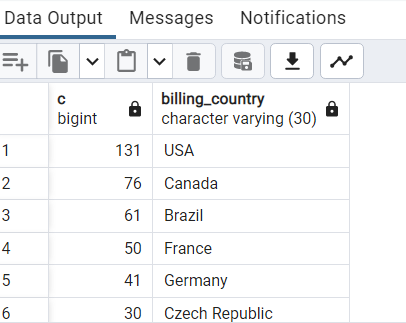 Data Output Messages Notifications
c billing_country
bigint character varying (30)
1 131 USA
2 76 Canada
3 61 Brazil
4 50 France
5 41 Germany
6 30 Czech Republic